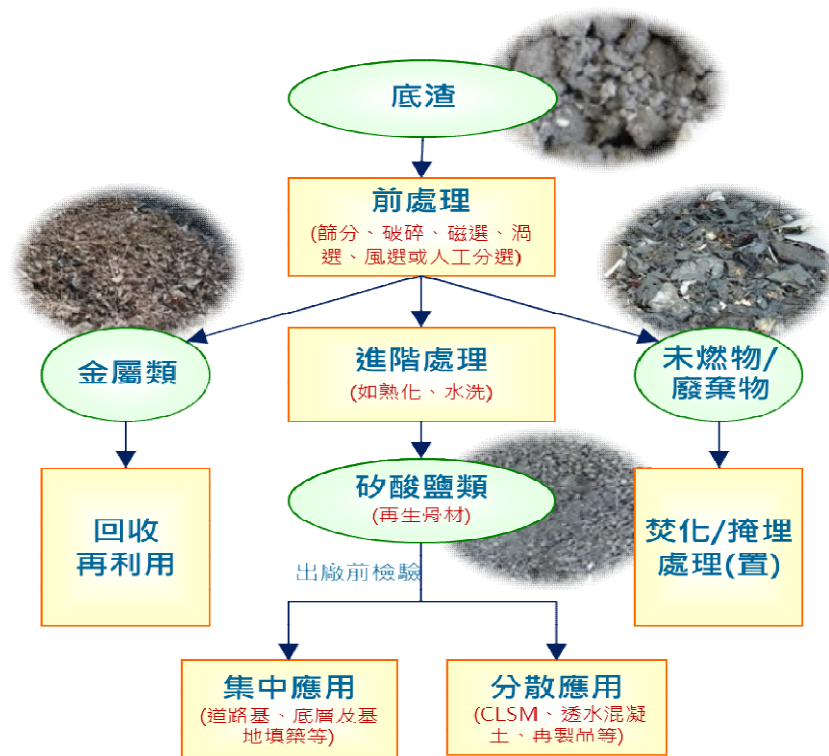 底渣
前處理
(篩分、破碎、磁選、渦
選、風選或人工分選)
金屬類
進階處理
(如熟化、水洗)
未燃物/
廢棄物
回收
再利用
矽酸鹽類
(再生骨材)
焚化/掩埋
處理(置)
出廠前檢驗
集中應用
(道路基、底層及基
地填築等)
分散應用
(CLSM、透水混凝
土、再製品等)